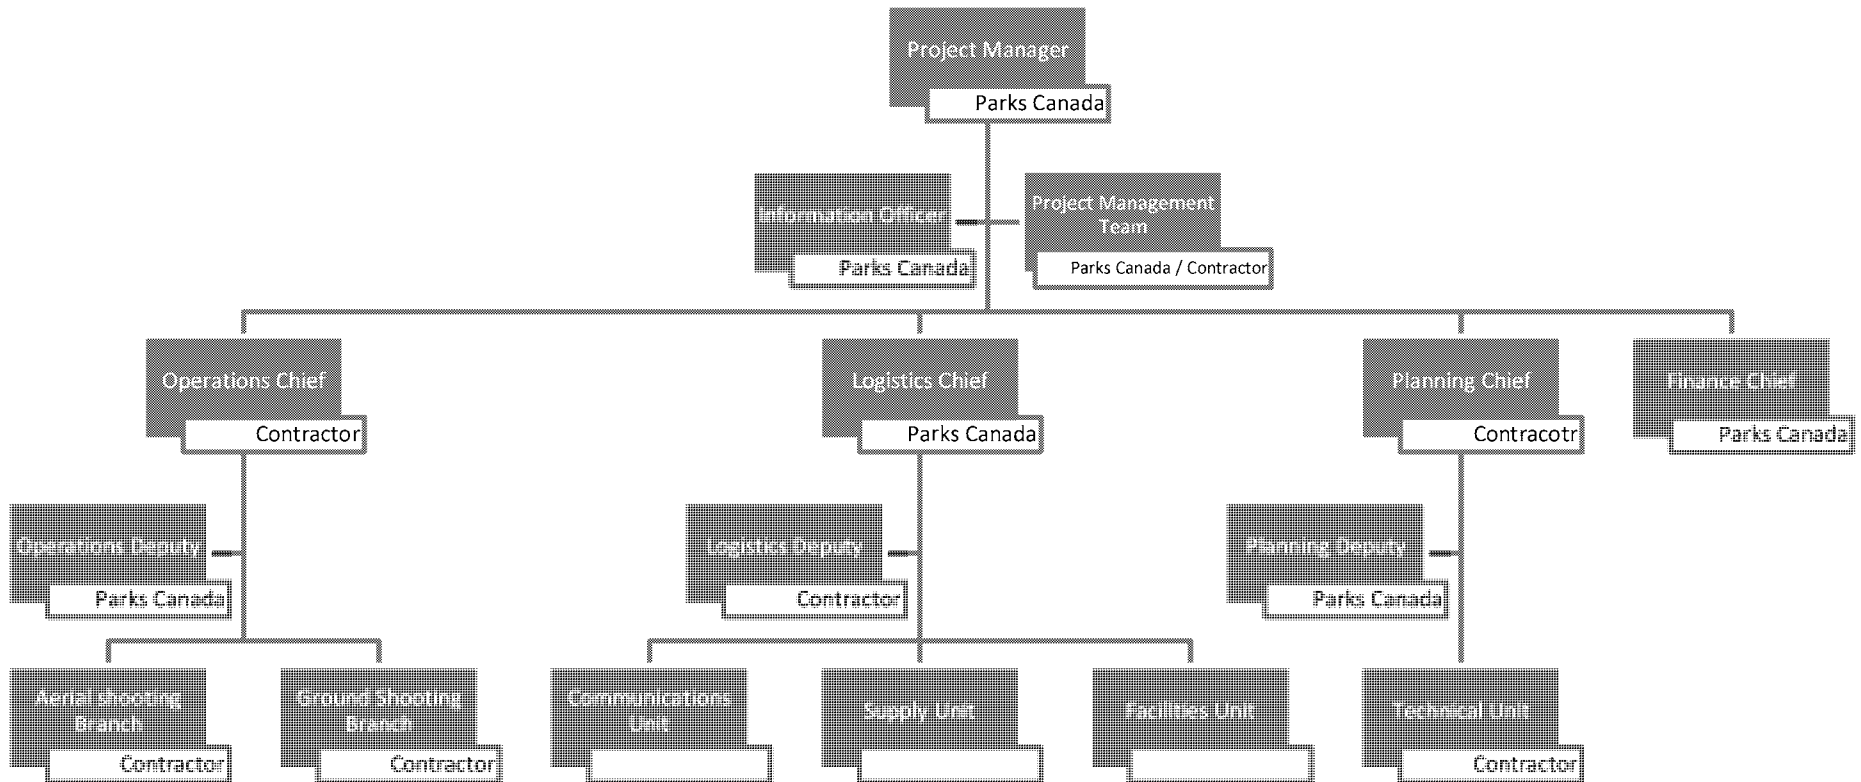 Project Manager
Parks Canada
Information Officer
Parks Canada
Project Management
Team
Parks Canada / Contractor
Operations Chief
Contractor
Logistics Chief
Parks Canada
Planning Chief
Contracotr
Finance Chief
Parks Canada
Operations Deputy
Parks Canada
Logistics Deputy
Contractor
Planning Deputy
Parks Canada
Aerial shooting
Branch
Contractor
Ground Shooting
Branch
Contractor
Communications
Unit
Supply Unit
Facilities Unit
Technical Unit
Contractor